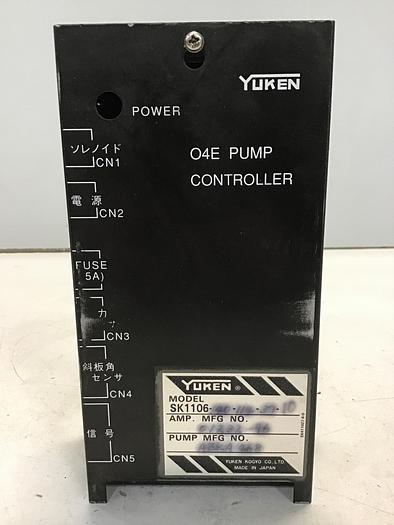 YUKEN
POWER
ソレノイド
CN1
O4E PUMP
CONTROLLER
電源
CN2
FUSE
5A)
カ
CN3
斜板角
センサ
CN4
信号
CN5
YUKEN ®
MODEL
SK1106-
AMP. MFG NO.
PUMP MFG NO.
YUKEN KOGYO CO., LTD.
MADE IN JAPAN